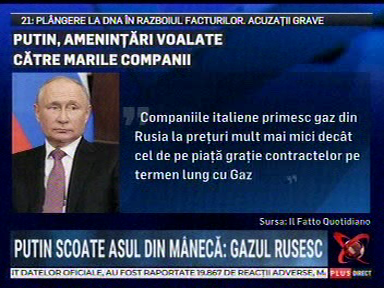 21: PLÂNGERE LA DNA ÎN RAZBOIUL FACTURILOR. ACUZAȚII GRAVE
PUTIN, AMENINȚĂRI VOALATE
CĂTRE MARILE COMPANII
„
Companiile italiene primesc gaz din
Rusia la prețuri mult mai mici decât
cel de pe piață grație contractelor pe
termen lung cu Gaz
Sursa: Il Fatto Quotidiano
PUTIN SCOATE ASUL DIN MÂNECĂ: GAZUL RUSESC
IT DATELOR OFICIALE, AU FOST RAPORTATE 19.867 DE REACȚII ADVERSE, M
PLUS DIRECT